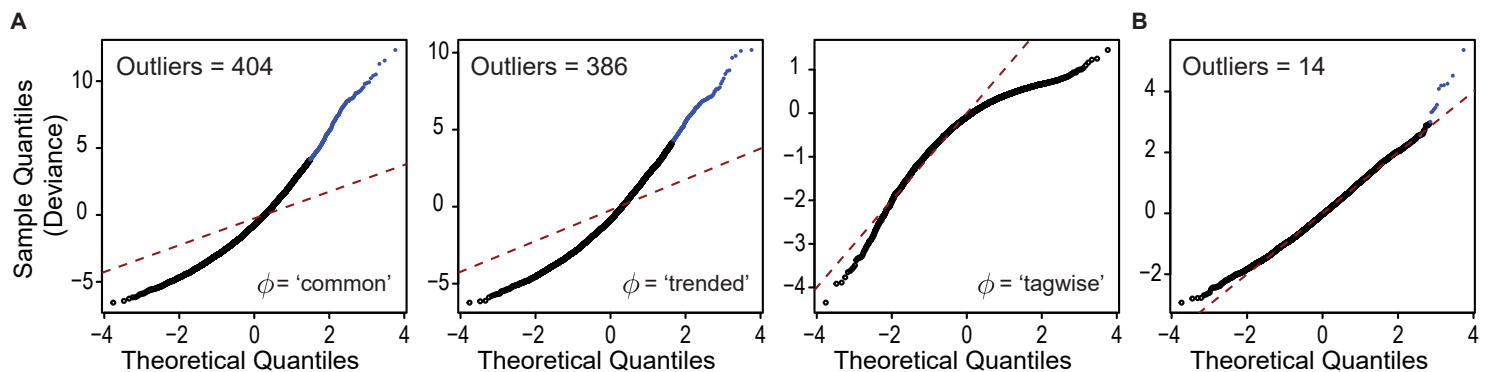 A
B
Sample Quantiles
(Deviance)
Outliers = 404
10
5
0
−5
ϕ = ‘common’
−4 −2 0 2 4
Theoretical Quantiles
Outliers = 386
10
5
0
−5
ϕ = ‘trended’
−4 −2 0 2 4
Theoretical Quantiles
1
0
−1
−2
−3
−4
ϕ = ‘tagwise’
−4 −2 0 2 4
Theoretical Quantiles
Outliers = 14
4
2
0
−2
−4 −2 0 2 4
Theoretical Quantiles